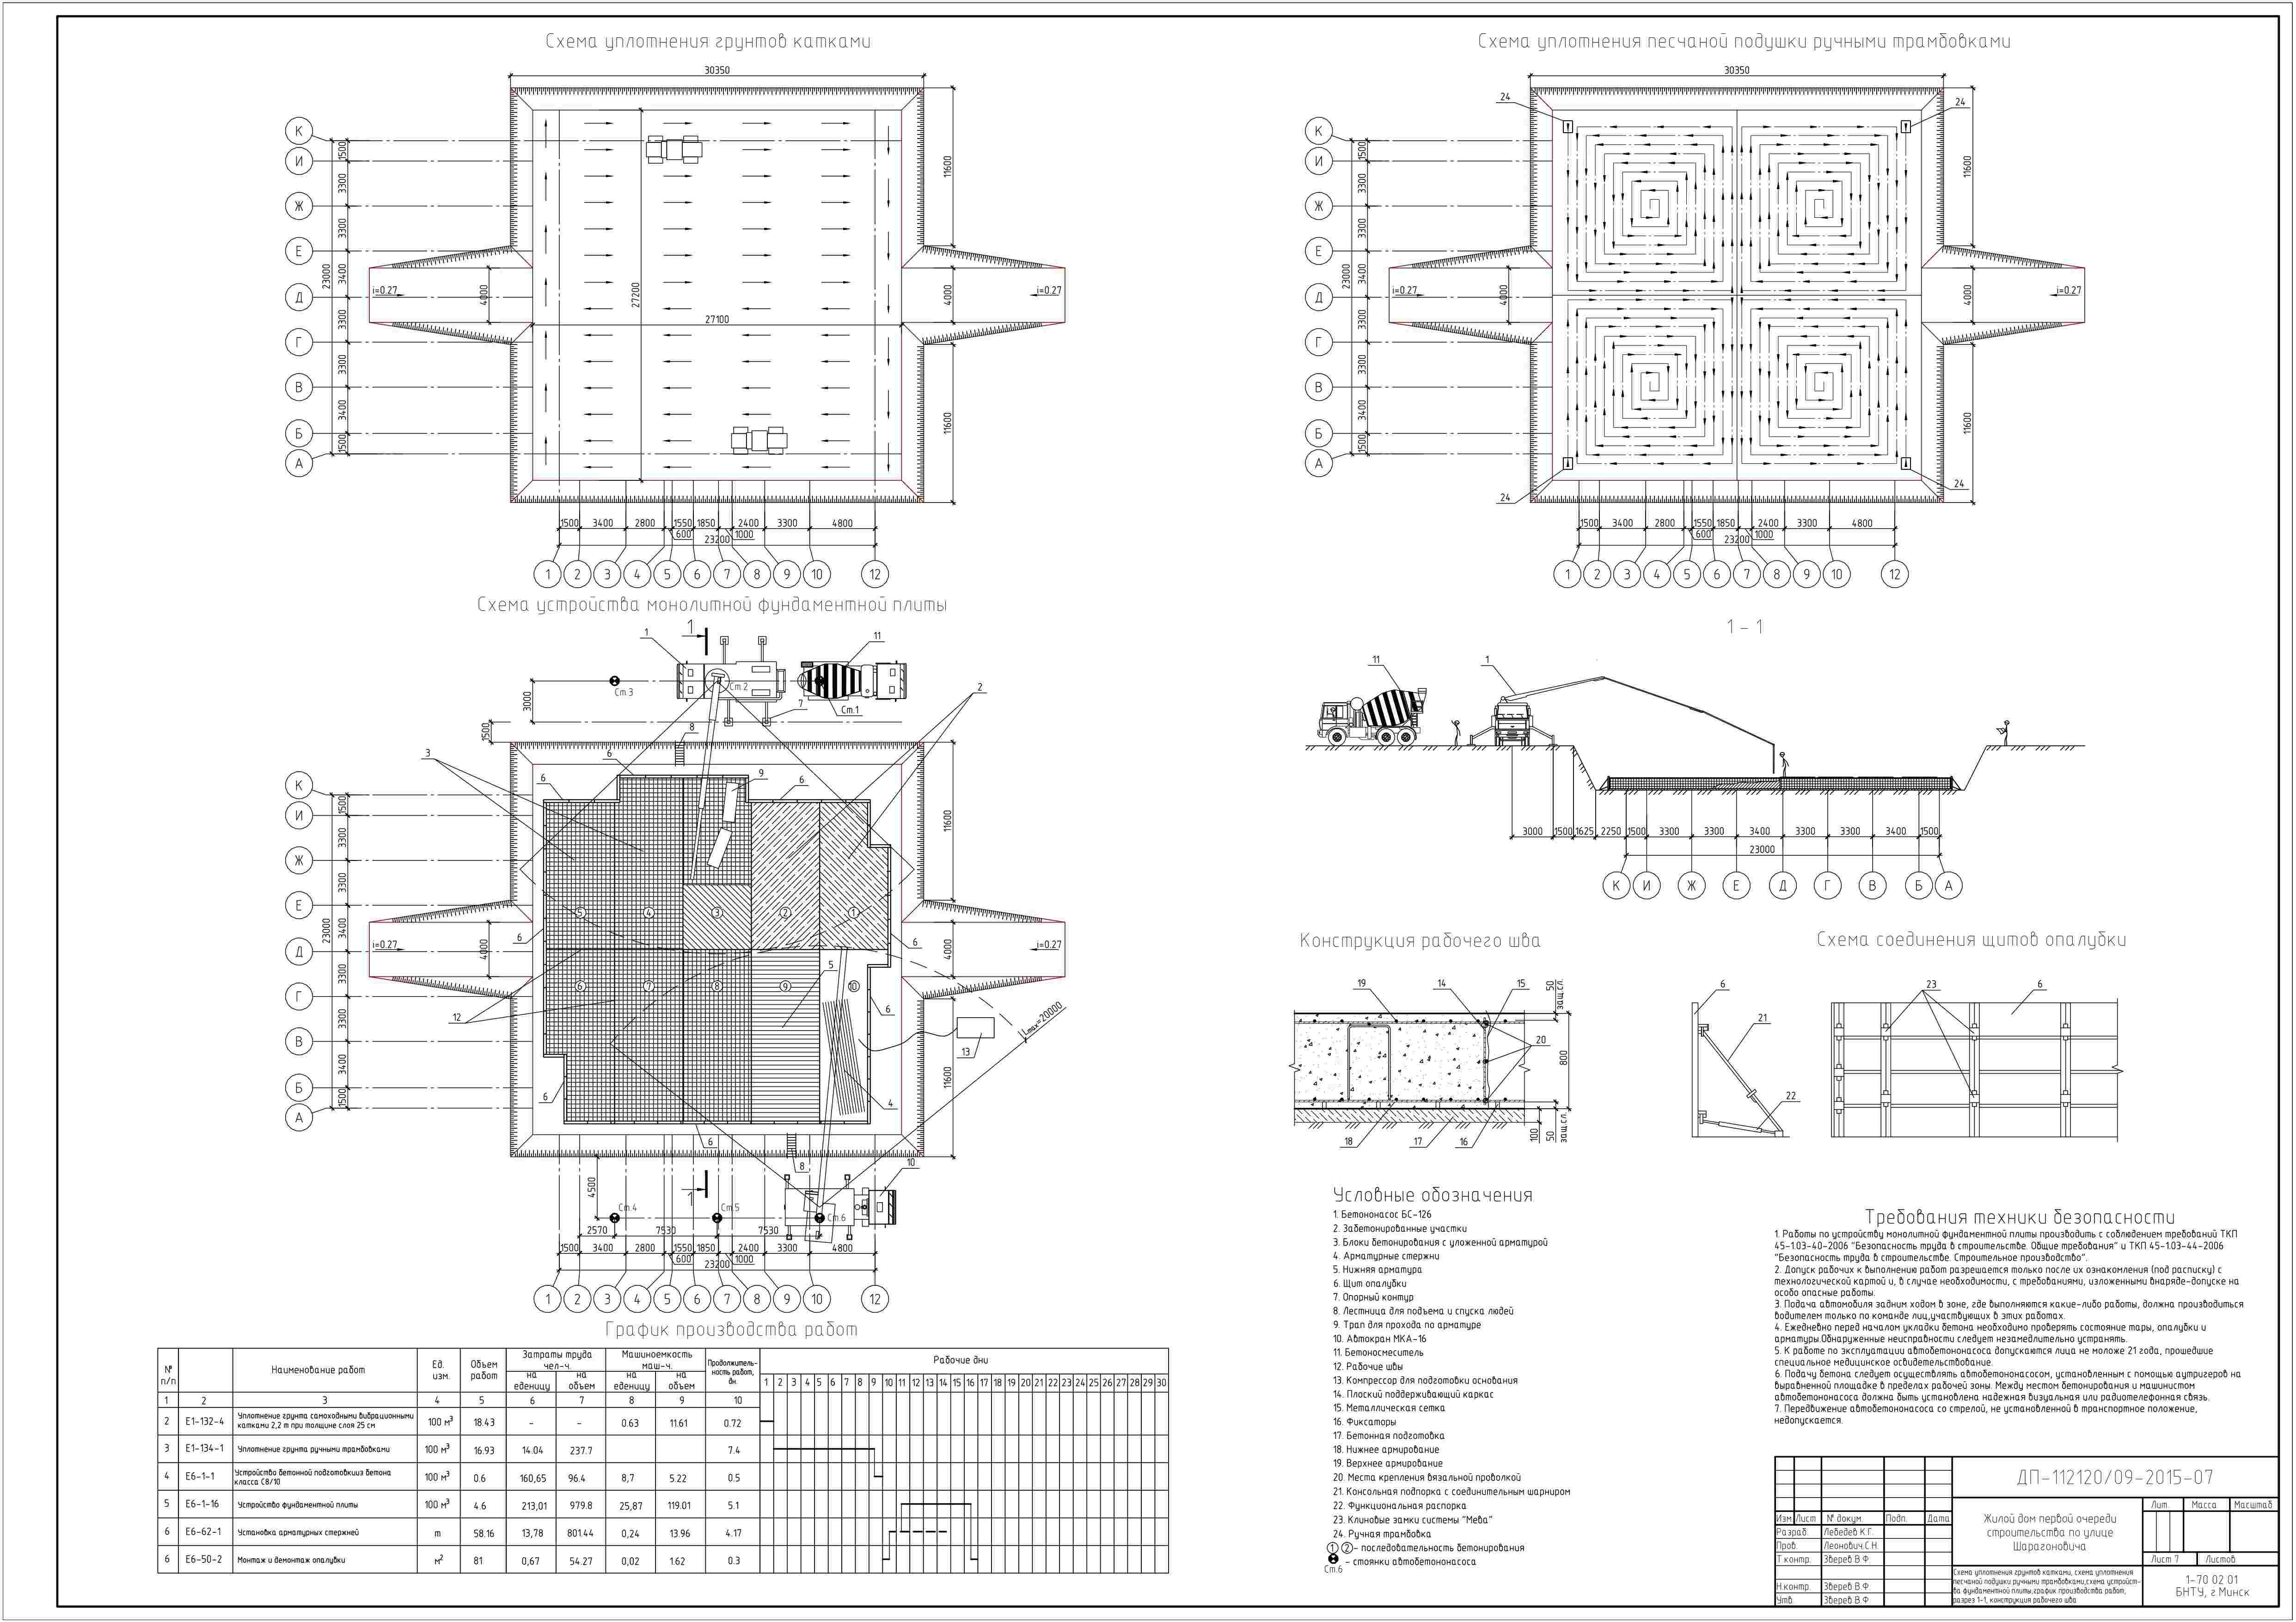 Схема уплотнения грунтов катками
30350
К
И
Ж
Е
Д
Г
В
Б
А
1500
3300
3300
3400
3300
3300
3400
1500
23000
11600
11600
4000
4000
i=0.27
i=0.27
27200
27100
1500 3400 2800 1550 1850 2400 3300 4800
600 1000
23200
1 2 3 4 5 6 7 8 9 10 12
Схема уплотнения песчаной подушки ручными трамбовками
30350
24
24
24
24
К
И
Ж
Е
Д
Г
В
Б
А
1500
3300
3300
3400
3300
3300
3400
1500
23000
11600
11600
4000
4000
i=0.27
i=0.27
1500 3400 2800 1550 1850 2400 3300 4800
600 1000
23200
1 2 3 4 5 6 7 8 9 10 12
Схема устройства монолитной фундаментной плиты
1
1
11
Ст.3
Ст.2
Ст.1
7
2
3000
1500
8
3
6
6
9
6
К
И
Ж
Е
Д
Г
В
Б
А
1500
3300
3300
3400
3300
3300
3400
1500
23000
11600
11600
4000
4000
i=0.27
i=0.27
5 4 3 2 1
6 7 8 9 10
6
6
5
6
12
13
Lmax=20000
6
4
6
8
10
1
4500
Ст.4
Ст.5
Ст.6
2570 7530 7530
1500 3400 2800 1550 1850 2400 3300 4800
600 1000
23200
1 2 3 4 5 6 7 8 9 10 12
1 – 1
11
1
3000 1500 1625 2250 1500 3300 3300 3400 3300 3300 3400 1500
23000
К И Ж Е Д Г В Б А
Конструкция рабочего шва
19 14 15
50
защ.сл.
20
800
18 17 16
100
50
защ.сл.
Схема соединения щитов опалубки
6
21
22
23
6
Условные обозначения
1. Бетононасос БС-126
2. Забетонированные участки
3. Блоки бетонирования с уложенной арматурой
4. Арматурные стержни
5. Нижняя арматура
6. Щит опалубки
7. Опорный контур
8. Лестница для подъема и спуска людей
9. Трап для прохода по арматуре
10. Автокран МКА-16
11. Бетоносмеситель
12. Рабочие швы
13. Компрессор для подготовки основания
14. Плоский поддерживающий каркас
15. Металлическая сетка
16. Фиксаторы
17. Бетонная подготовка
18. Нижнее армирование
19. Верхнее армирование
20. Места крепления вязальной проволкой
21. Консольная подпорка с соединительным шарниром
22. Функциональная распорка
23. Клиновые замки системы "Мева"
24. Ручная трамбовка
1 2 - последовательность бетонирования
- стоянки автобетононасоса
Ст.6
Требования техники безопасности
1. Работы по устройству монолитной фундаментной плиты производить с соблюдением требований ТКП
45-1.03-40-2006 "Безопасность труда в строительстве. Общие требования" и ТКП 45-1.03-44-2006
"Безопасность труда в строительстве. Строительное производство".
2. Допуск рабочих к выполнению работ разрешается только после их ознакомления (под расписку) с
технологической картой и, в случае необходимости, с требованиями, изложенными внаряде-допуске на
особо опасные работы.
3. Подача автомобиля задним ходом в зоне, где выполняются какие-либо работы, должна производиться
водителем только по команде лиц,участвующих в этих работах.
4. Ежедневно перед началом укладки бетона необходимо проверять состояние тары, опалубки и
арматуры.Обнаруженные неисправности следует незамедлительно устранять.
5. К работе по эксплуатации автобетононасоса допускаются лица не моложе 21 года, прошедшие
специальное медицинское освидетельствование.
6. Подачу бетона следует осуществлять автобетононасосом, установленным с помощью аутригеров на
выравненной площадке в пределах рабочей зоны. Между местом бетонирования и машинистом
автобетононасоса должна быть установлена надежная визуальная или радиотелефонная связь.
7. Передвижение автобетононасоса со стрелой, не установленной в транспортное положение,
недопускается.
График производства работ
№ п/п Наименование работ Ед. изм. Объем работ Затраты труда чел-ч. Машиноемкость маш-ч. Продолжитель-ность работ, дн. Рабочие дни
на еденицу на объем на еденицу на объем
1 2 3 4 5 6 7 8 9 10 11 12 13 14 15 16 17 18 19 20 21 22 23 24 25 26 27 28 29 30
1 2 3 4 5 6 7 8 9 10
2 Е1-132-4 Уплотнение грунта самоходными вибрационными катками 2,2 т при толщине слоя 25 см 100 м3 18.43 - - 0.63 11.61 0.72
3 Е1-134-1 Уплотнение грунта ручными трамбовками 100 м3 16.93 14.04 237.7 7.4
4 Е6-1-1 Устройство бетонной подготовкииз бетона класса С8/10 100 м3 0.6 160,65 96.4 8,7 5.22 0.5
5 Е6-1-16 Устройство фундаментной плиты 100 м3 4.6 213,01 979.8 25,87 119.01 5.1
6 Е6-62-1 Установка арматурных стержней т 58.16 13,78 801.44 0,24 13.96 4.17
6 Е6-50-2 Монтаж и демонтаж опалубки м2 81 0,67 54.27 0,02 1.62 0.3
ДП-112120/09-2015-07
Изм. Лист № докум. Подп. Дата
Разраб. Лебедев К.Г.
Пров. Леонович.С.Н.
Т.контр. Зверев В.Ф.
Н.контр. Зверев В.Ф.
Утв. Зверев В.Ф.
Жилой дом первой очереди
строительства по улице
Шарагоновича
Лит. Масса Масштаб
Лист 7 Листов
Схема уплотнения грунтов катками, схема уплотнения
песчаной подушки ручными трамбовками,схема устройст-
ва фундаментной плиты,график производства работ,
разрез 1-1, конструкция рабочего шва
1-70 02 01
БНТУ, г Минск